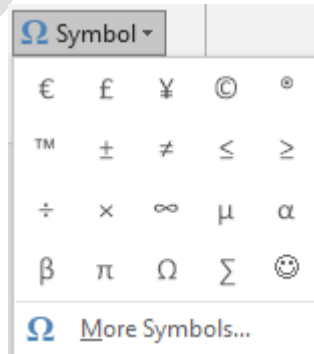 Ω Symbol
€ £ ¥ © ®
™ ± ≠ ≤ ≥
÷ × ∞ µ α
β π Ω ∑ ☺
Ω More Symbols...